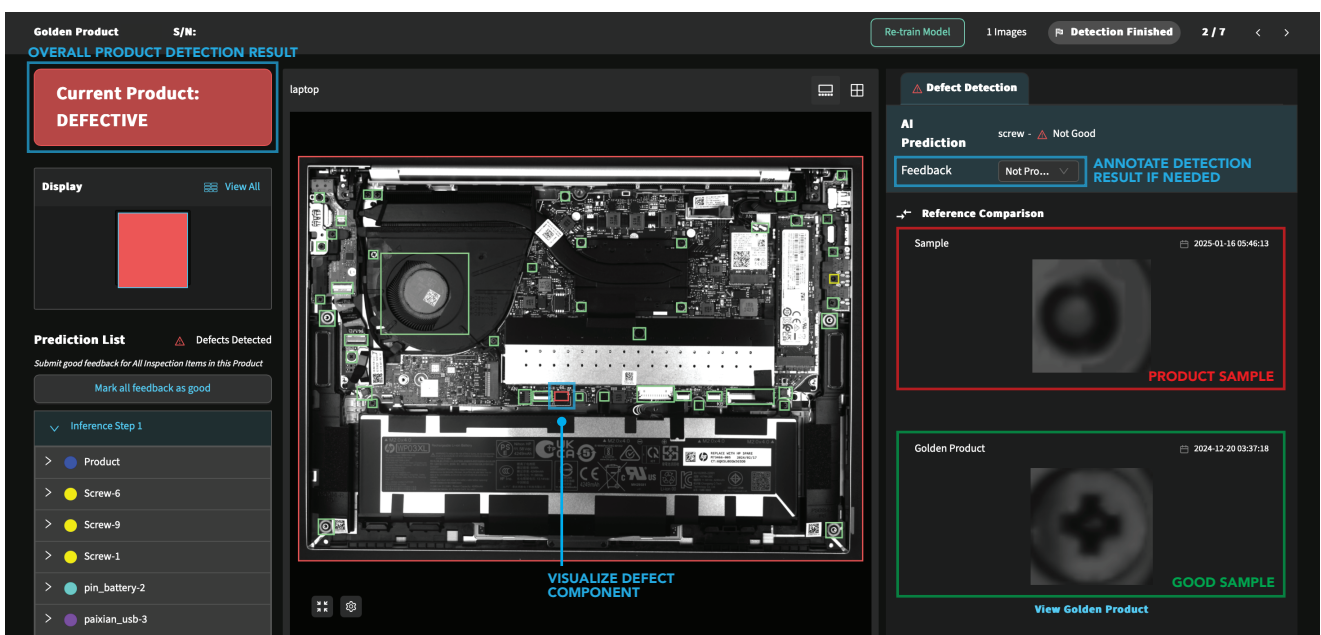 Golden Product S/N:
Re-train Model 1 Images Detection Finished 2 / 7
OVERALL PRODUCT DETECTION RESULT
Current Product:
DEFECTIVE
Display View All
Prediction List Defects Detected
Submit good feedback for All Inspection Items in this Product
Mark all feedback as good
Inference Step 1
Product
Screw-6
Screw-9
Screw-1
pin_battery-2
paixian_usb-3
laptop
WP03XL
REPLACE WITH HP SPARE
VISUALIZE DEFECT
COMPONENT
Defect Detection
AI
Prediction
screw - Not Good
Feedback Not Pro...
ANNOTATE DETECTION
RESULT IF NEEDED
Reference Comparison
Sample 2025-01-16 05:46:13
PRODUCT SAMPLE
Golden Product 2024-12-20 03:37:18
GOOD SAMPLE
View Golden Product